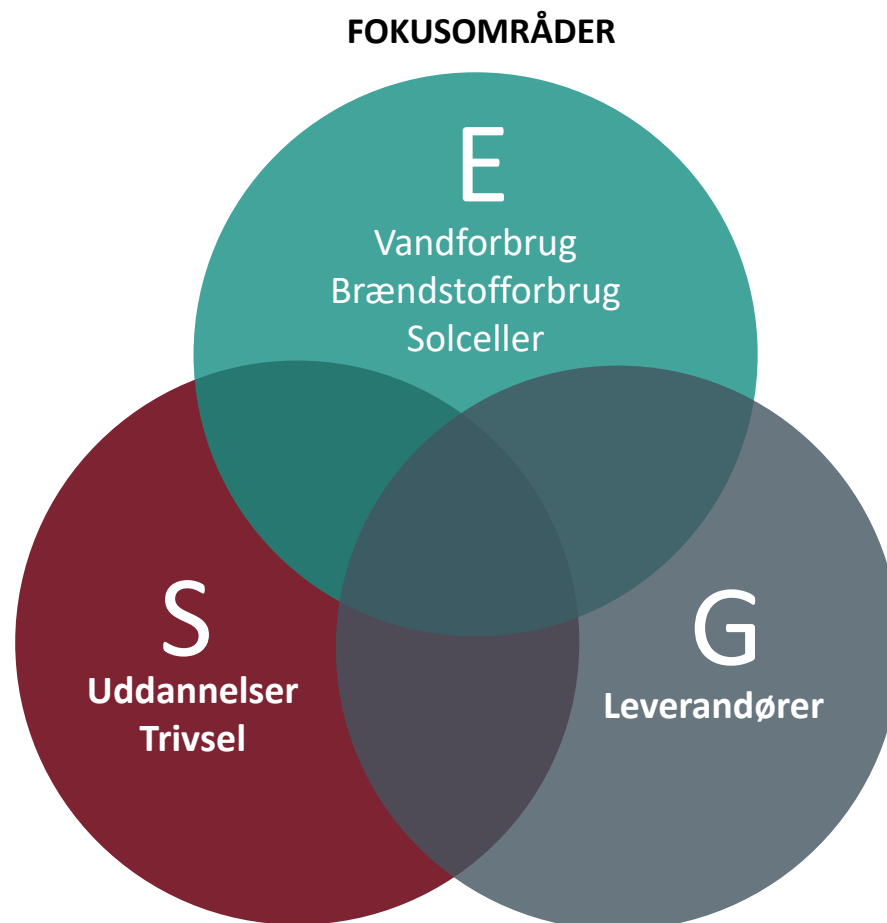 FOKUSOMRÅDER
E
Vandforbrug
Brændstofforbrug
Solceller
S
Uddannelser
Trivsel
G
Leverandører